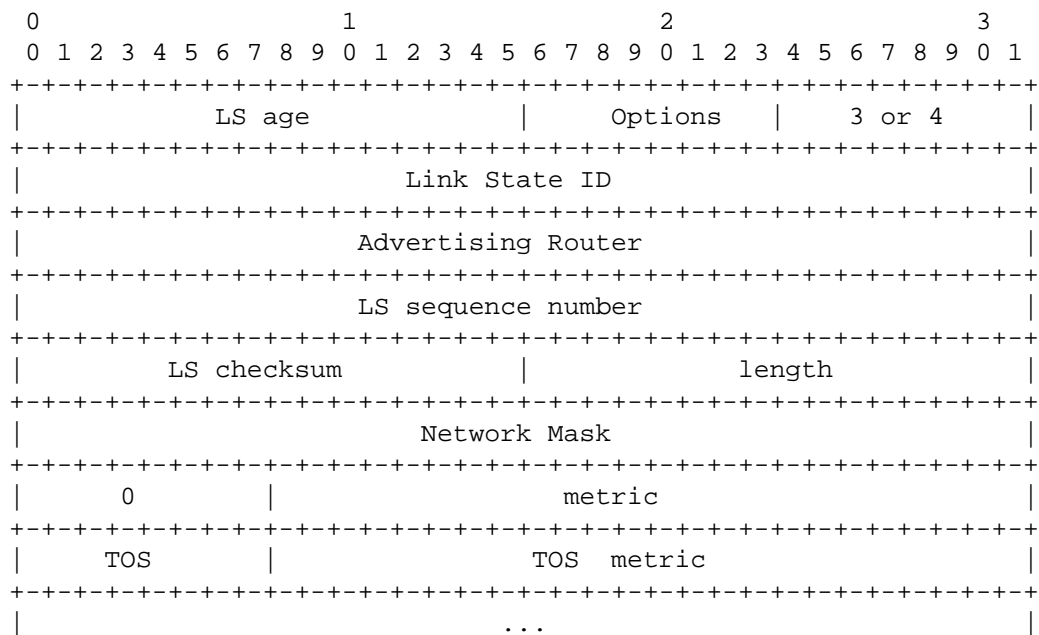 0                   1                   2                   3
 0 1 2 3 4 5 6 7 8 9 0 1 2 3 4 5 6 7 8 9 0 1 2 3 4 5 6 7 8 9 0 1
+-+-+-+-+-+-+-+-+-+-+-+-+-+-+-+-+-+-+-+-+-+-+-+-+-+-+-+-+-+-+-+-+
|            LS age             |     Options   |    3 or 4     |
+-+-+-+-+-+-+-+-+-+-+-+-+-+-+-+-+-+-+-+-+-+-+-+-+-+-+-+-+-+-+-+-+
|                        Link State ID                          |
+-+-+-+-+-+-+-+-+-+-+-+-+-+-+-+-+-+-+-+-+-+-+-+-+-+-+-+-+-+-+-+-+
|                     Advertising Router                        |
+-+-+-+-+-+-+-+-+-+-+-+-+-+-+-+-+-+-+-+-+-+-+-+-+-+-+-+-+-+-+-+-+
|                     LS sequence number                        |
+-+-+-+-+-+-+-+-+-+-+-+-+-+-+-+-+-+-+-+-+-+-+-+-+-+-+-+-+-+-+-+-+
|         LS checksum           |             length            |
+-+-+-+-+-+-+-+-+-+-+-+-+-+-+-+-+-+-+-+-+-+-+-+-+-+-+-+-+-+-+-+-+
|                         Network Mask                          |
+-+-+-+-+-+-+-+-+-+-+-+-+-+-+-+-+-+-+-+-+-+-+-+-+-+-+-+-+-+-+-+-+
|      0        |                  metric                       |
+-+-+-+-+-+-+-+-+-+-+-+-+-+-+-+-+-+-+-+-+-+-+-+-+-+-+-+-+-+-+-+-+
|     TOS       |                TOS  metric                    |
+-+-+-+-+-+-+-+-+-+-+-+-+-+-+-+-+-+-+-+-+-+-+-+-+-+-+-+-+-+-+-+-+
|                              ...                              |